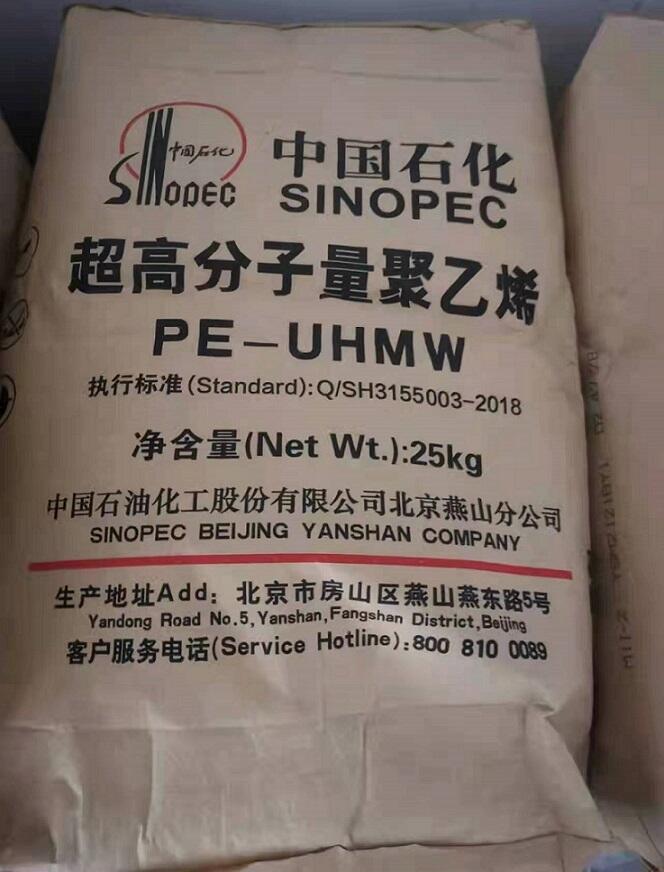 中国石化
SINOPEC
中国石化
SINOPEC
超高分子量聚乙烯
PE-UHMW
执行标准(Standard):Q/SH3155003-2018
净含量(Net Wt.):25kg
中国石油化工股份有限公司北京燕山分公司
SINOPEC BEIJING YANSHAN COMPANY
生产地址Add: 北京市房山区燕山燕东路5号
Yandong Road No.5,Yanshan,Fangshan District,Beijing
客户服务电话(Service Hotline):800 810 0089